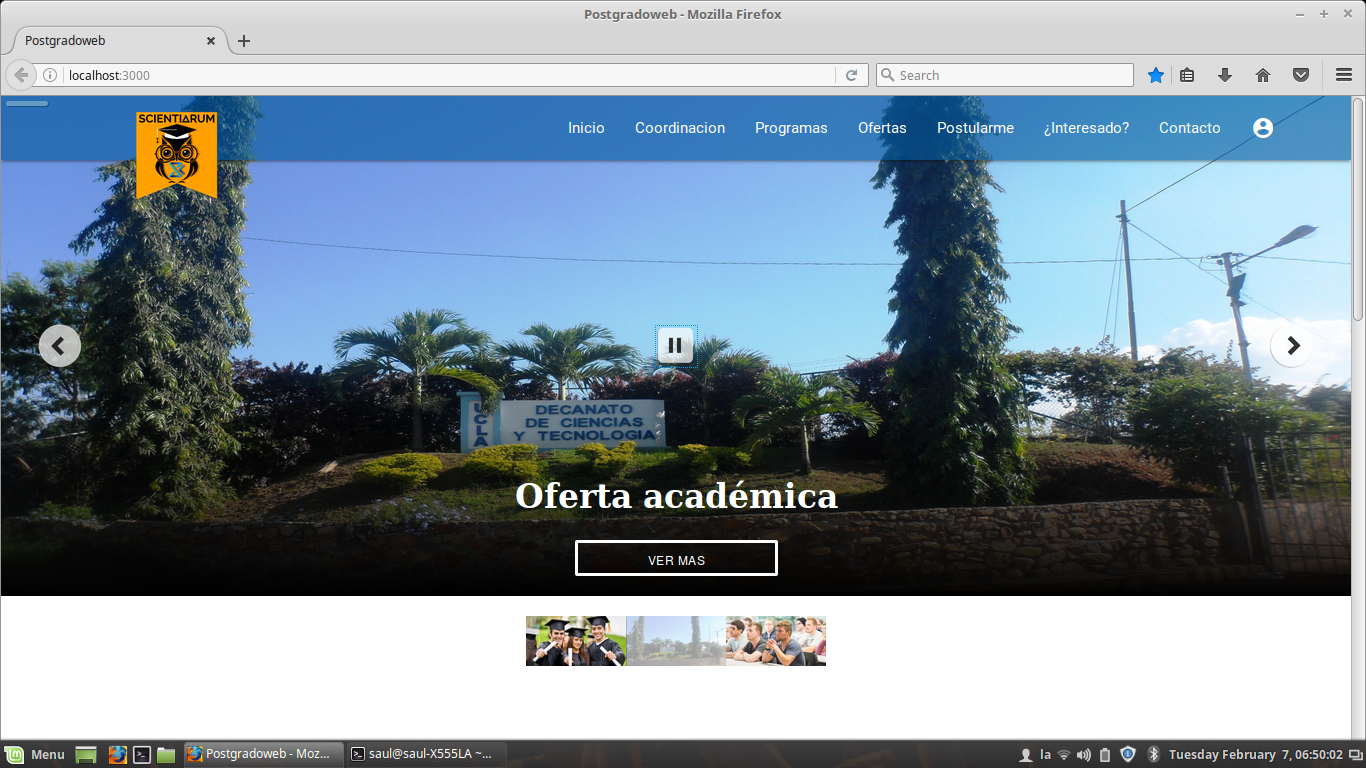 Postgradoweb - Mozilla Firefox
Postgradoweb
localhost:3000
Search
SCIENTIARUM
Inicio
Coordinacion
Programas
Ofertas
Postularme
¿Interesado?
Contacto
UCLA
DECANATO
DE CIENCIAS
Y TECNOLOGIA
Oferta académica
VER MAS
Menu
Postgradoweb - Moz...
saul@saul-X555LA ~...
la
Tuesday February 7, 06:50:02